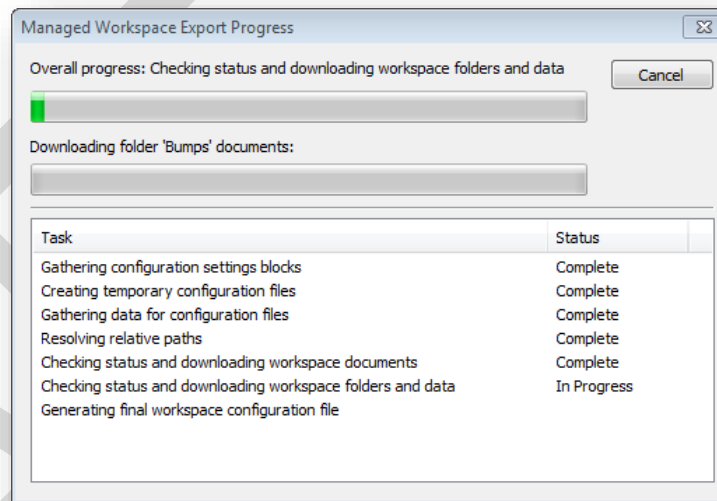 Managed Workspace Export Progress
Overall progress: Checking status and downloading workspace folders and data
Cancel
Downloading folder 'Bumps' documents:
Task Status
Gathering configuration settings blocks Complete
Creating temporary configuration files Complete
Gathering data for configuration files Complete
Resolving relative paths Complete
Checking status and downloading workspace documents Complete
Checking status and downloading workspace folders and data In Progress
Generating final workspace configuration file